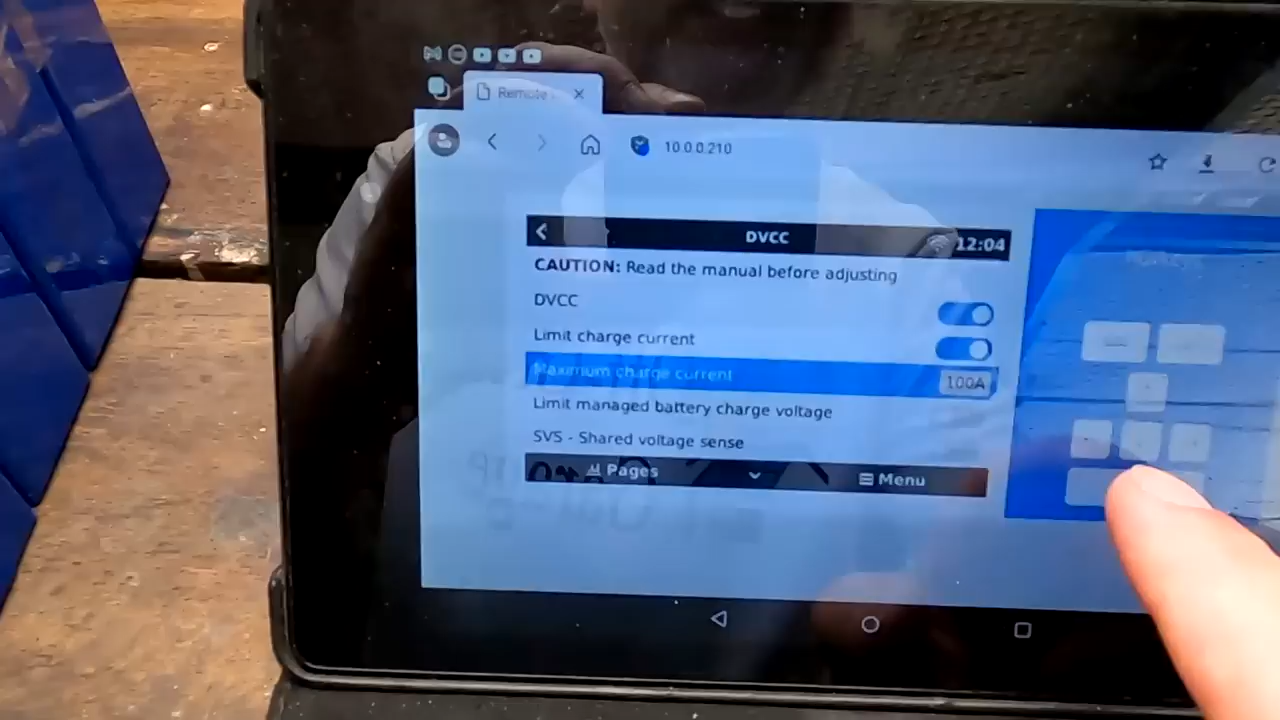 Remote
10.0.0.210
DVCC
12:04
CAUTION: Read the manual before adjusting
DVCC
Limit charge current
Maximum charge current
100A
Limit managed battery charge voltage
SVS - Shared voltage sense
Pages
Menu